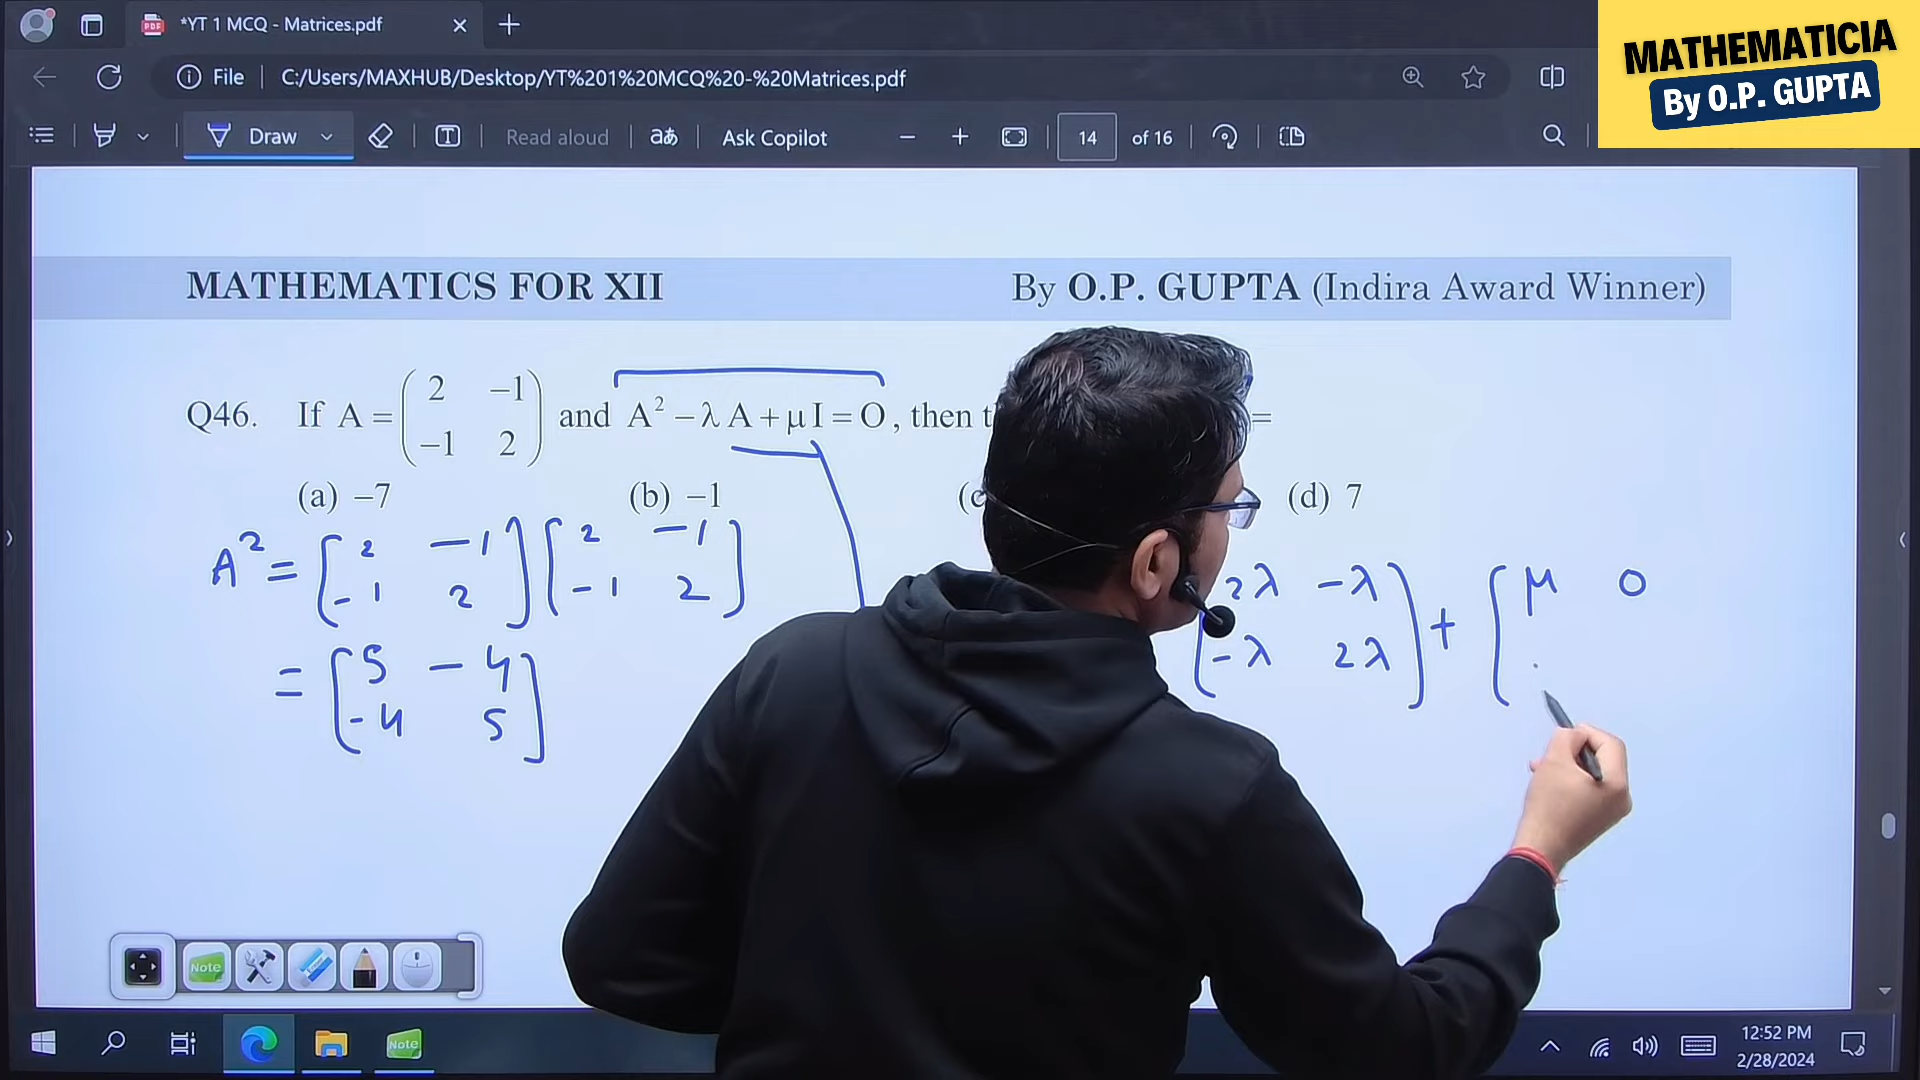 *YT 1 MCQ - Matrices.pdf
File C:/Users/MAXHUB/Desktop/YT%201%20MCQ%20-%20Matrices.pdf
MATHEMATICIA
By O.P. GUPTA
Draw Read aloud aあ Ask Copilot 14 of 16
MATHEMATICS FOR XII By O.P. GUPTA (Indira Award Winner)
Q46. If A = (2 −1 −1 2) and A² − λ A + μ I = O, then =
(a) −7 (b) −1 (d) 7
A² = [2 −1 −1 2] [2 −1 −1 2]
= [5 −4 −4 5]
2λ −λ −λ 2λ] + [μ 0
Note
Note
12:52 PM
2/28/2024